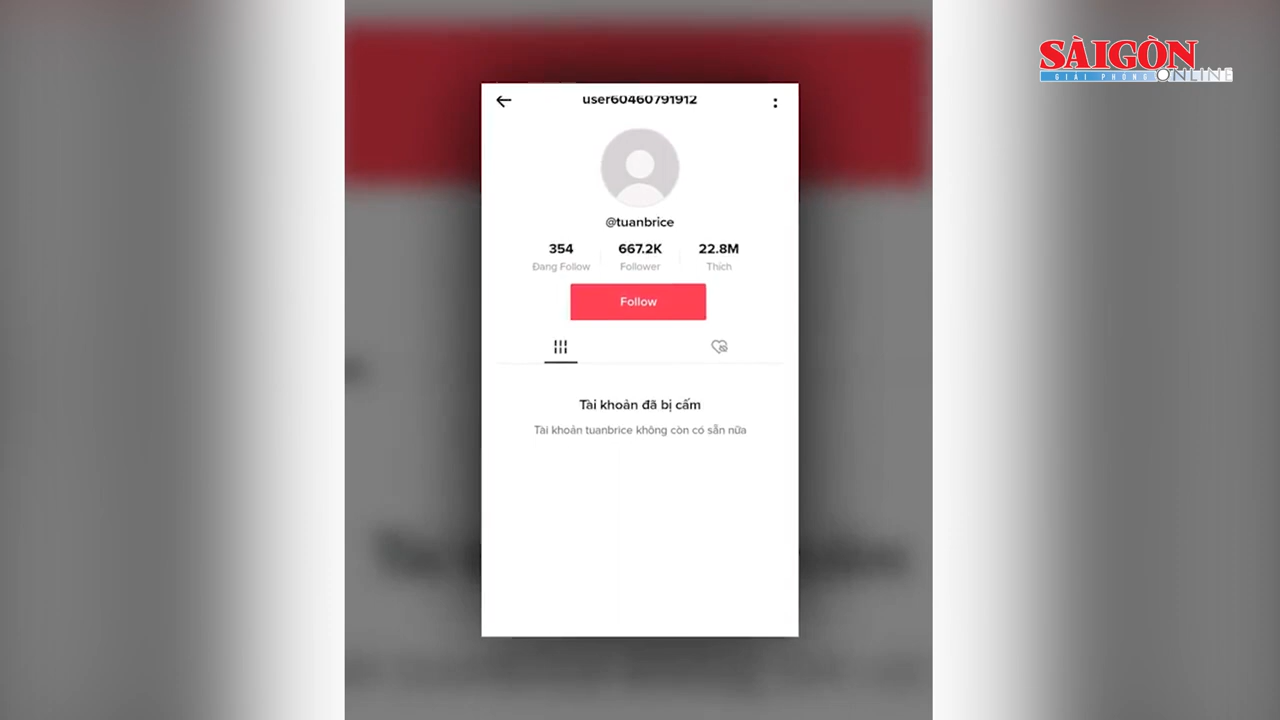 SÀIGÒN
GIẢI PHÓNG ONLINE
user60460791912
@tuanbrice
354 667.2K 22.8M
Đang Follow Follower Thích
Follow
Tài khoản đã bị cấm
Tài khoản tuanbrice không còn có sẵn nữa